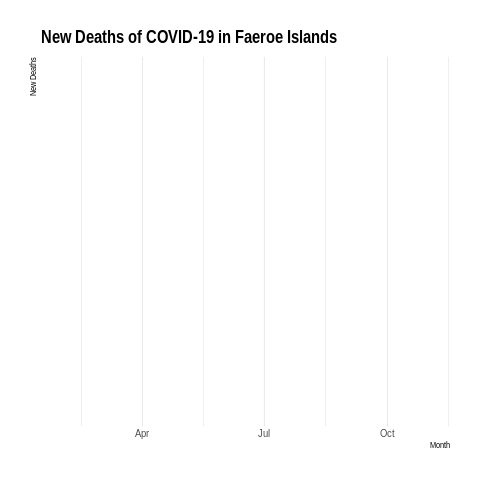 New Deaths of COVID-19 in Faeroe Islands
New Deaths
Apr Jul Oct
Month